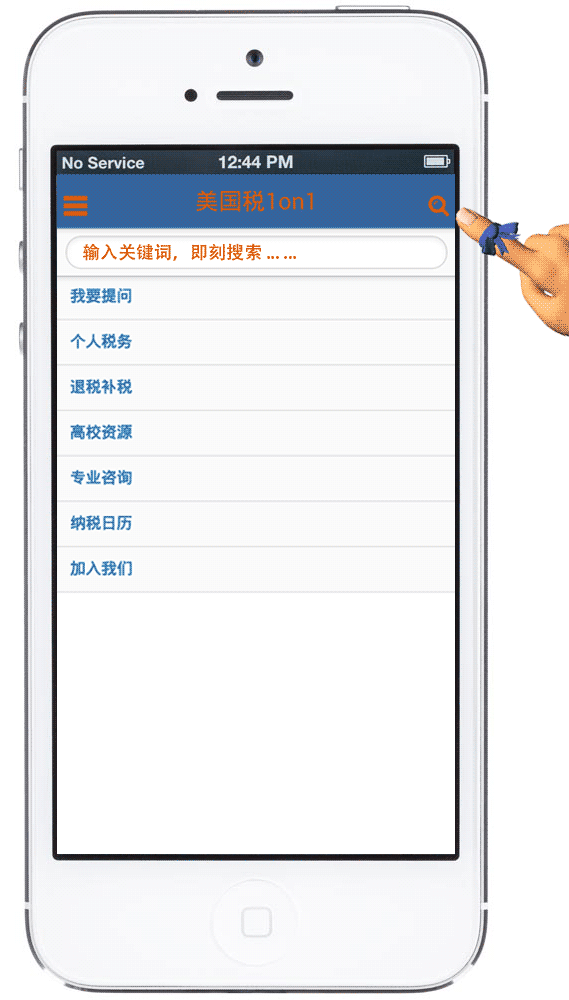 No Service 12:44 PM
美国税1on1
输入关键词，即刻搜索 ... ...
我要提问
个人税务
退税补税
高校资源
专业咨询
纳税日历
加入我们